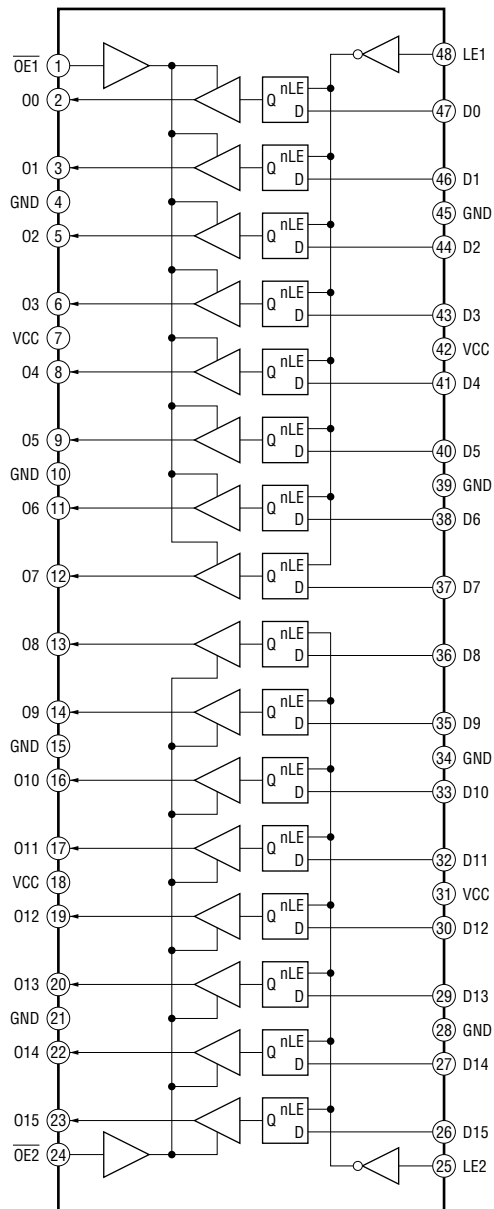 O̅E̅1̅ 1 48 LE1
O0 2 Q nLE D 47 D0
O1 3 Q nLE D 46 D1
GND 4 45 GND
O2 5 Q nLE D 44 D2
O3 6 Q nLE D 43 D3
VCC 7 42 VCC
O4 8 Q nLE D 41 D4
O5 9 Q nLE D 40 D5
GND 10 39 GND
O6 11 Q nLE D 38 D6
O7 12 Q nLE D 37 D7
O8 13 Q nLE D 36 D8
O9 14 Q nLE D 35 D9
GND 15 34 GND
O10 16 Q nLE D 33 D10
O11 17 Q nLE D 32 D11
VCC 18 31 VCC
O12 19 Q nLE D 30 D12
O13 20 Q nLE D 29 D13
GND 21 28 GND
O14 22 Q nLE D 27 D14
O15 23 Q nLE D 26 D15
O̅E̅2̅ 24 25 LE2